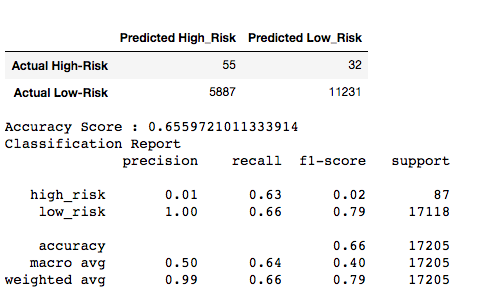 Predicted High_Risk Predicted Low_Risk
Actual High-Risk 55 32
Actual Low-Risk 5887 11231
Accuracy Score : 0.6559721011333914
Classification Report
precision recall f1-score support
high_risk 0.01 0.63 0.02 87
low_risk 1.00 0.66 0.79 17118
accuracy 0.66 17205
macro avg 0.50 0.64 0.40 17205
weighted avg 0.99 0.66 0.79 17205